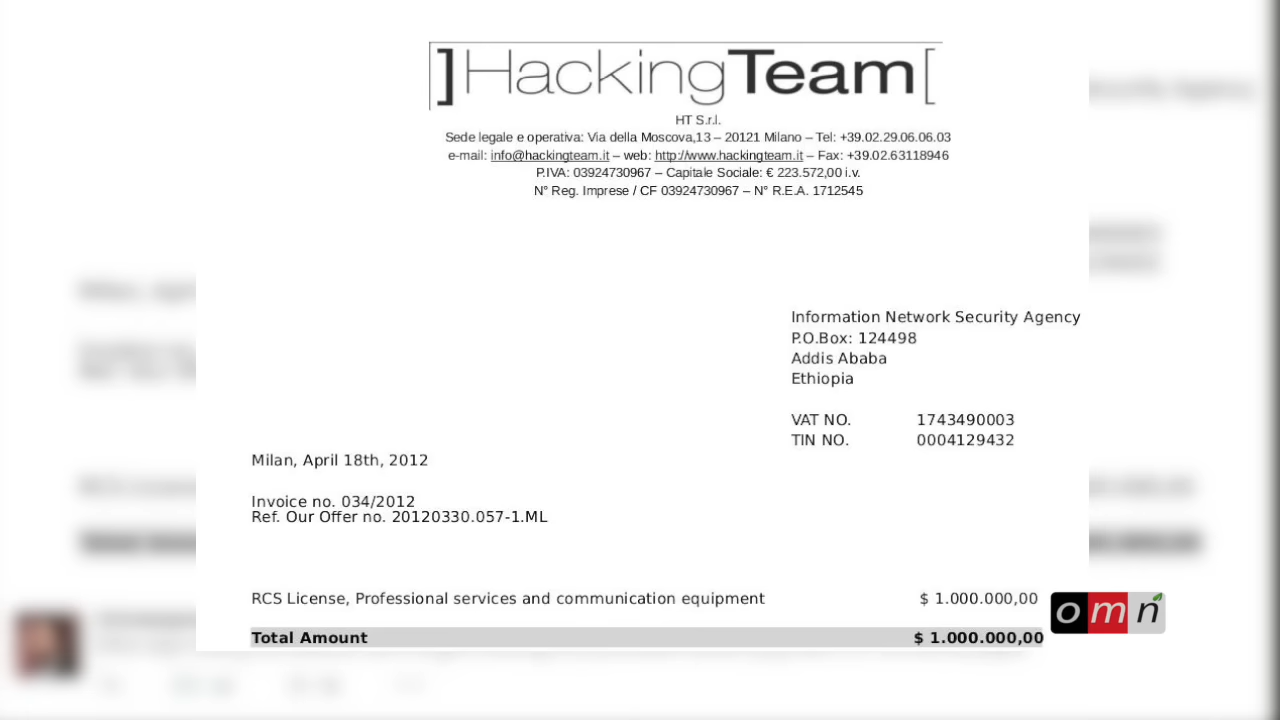 ]HackingTeam[
HT S.r.l.
Sede legale e operativa: Via della Moscova,13 – 20121 Milano – Tel: +39.02.29.06.06.03
e-mail: info@hackingteam.it – web: http://www.hackingteam.it – Fax: +39.02.63118946
P.IVA: 03924730967 – Capitale Sociale: € 223.572,00 i.v.
N° Reg. Imprese / CF 03924730967 – N° R.E.A. 1712545
Information Network Security Agency
P.O.Box: 124498
Addis Ababa
Ethiopia
VAT NO. 1743490003
TIN NO. 0004129432
Milan, April 18th, 2012
Invoice no. 034/2012
Ref. Our Offer no. 20120330.057-1.ML
RCS License, Professional services and communication equipment $ 1.000.000,00
Total Amount $ 1.000.000,00
omn